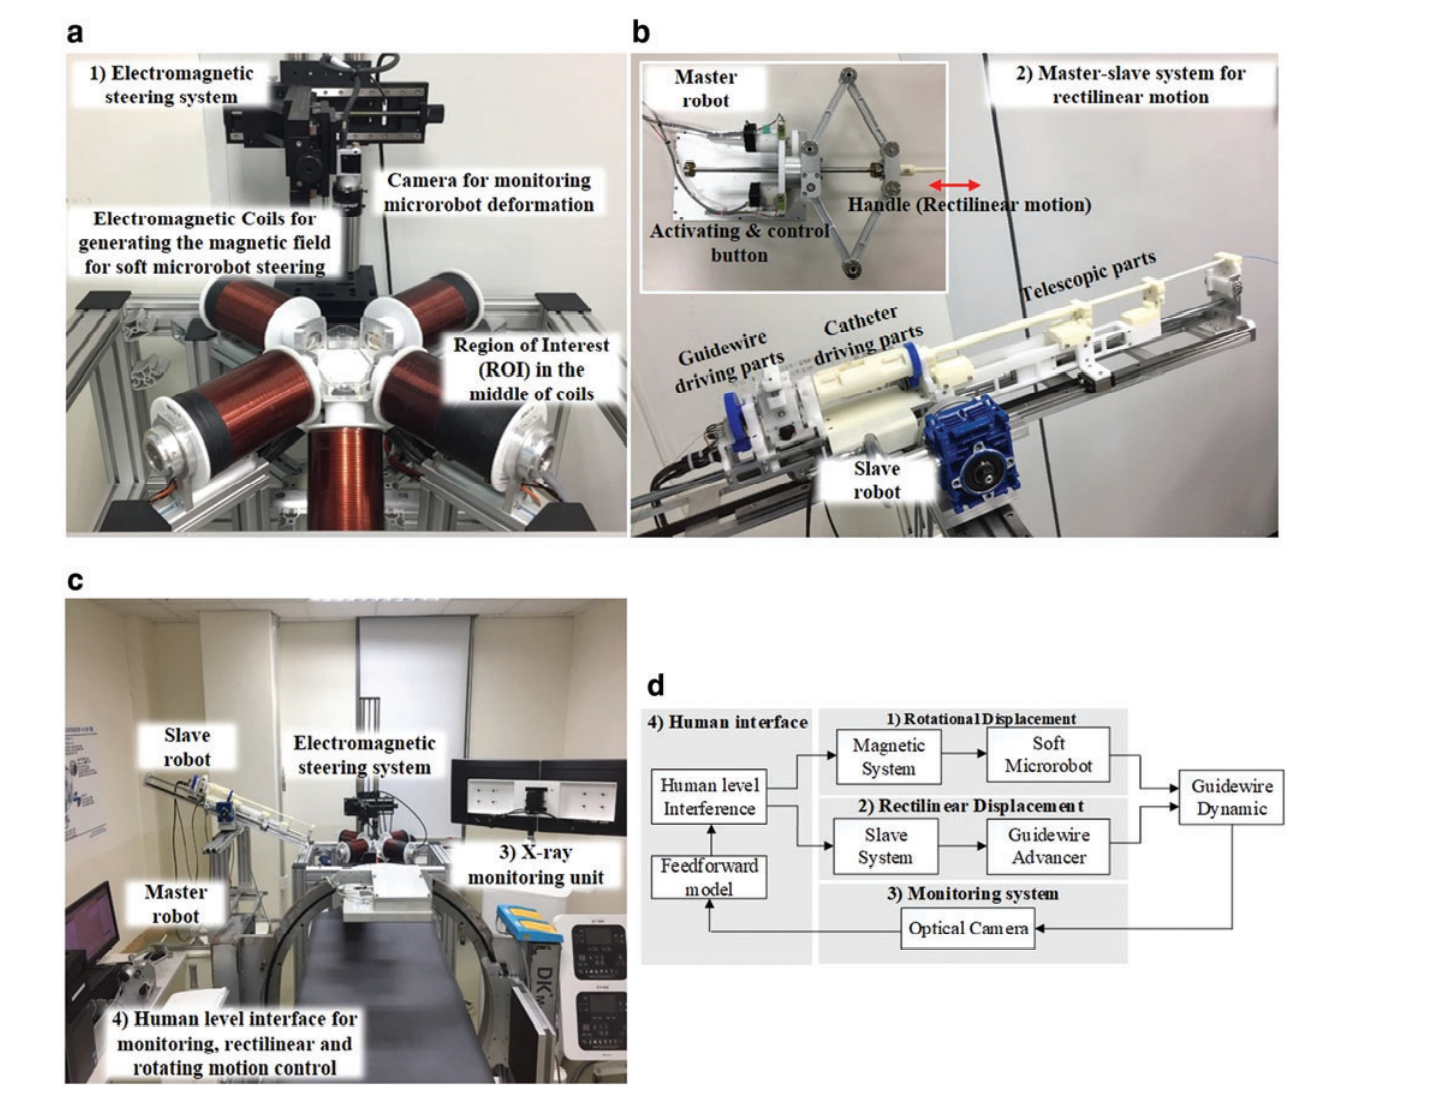 a
1) Electromagnetic
steering system
Camera for monitoring
microrobot deformation
Electromagnetic Coils for
generating the magnetic field
for soft microrobot steering
Region of Interest
(ROI) in the
middle of coils
b
Master
robot
2) Master-slave system for
rectilinear motion
Handle (Rectilinear motion)
Activating & control
button
Telescopic parts
Catheter
driving parts
Guidewire
driving parts
Slave
robot
c
Slave
robot
Electromagnetic
steering system
3) X-ray
monitoring unit
Master
robot
DK
4) Human level interface for
monitoring, rectilinear and
rotating motion control
d
4) Human interface
1) Rotational Displacement
Magnetic
System
Soft
Microrobot
Human level
Interference
Guidewire
Dynamic
2) Rectilinear Displacement
Slave
System
Guidewire
Advancer
Feedforward
model
3) Monitoring system
Optical Camera